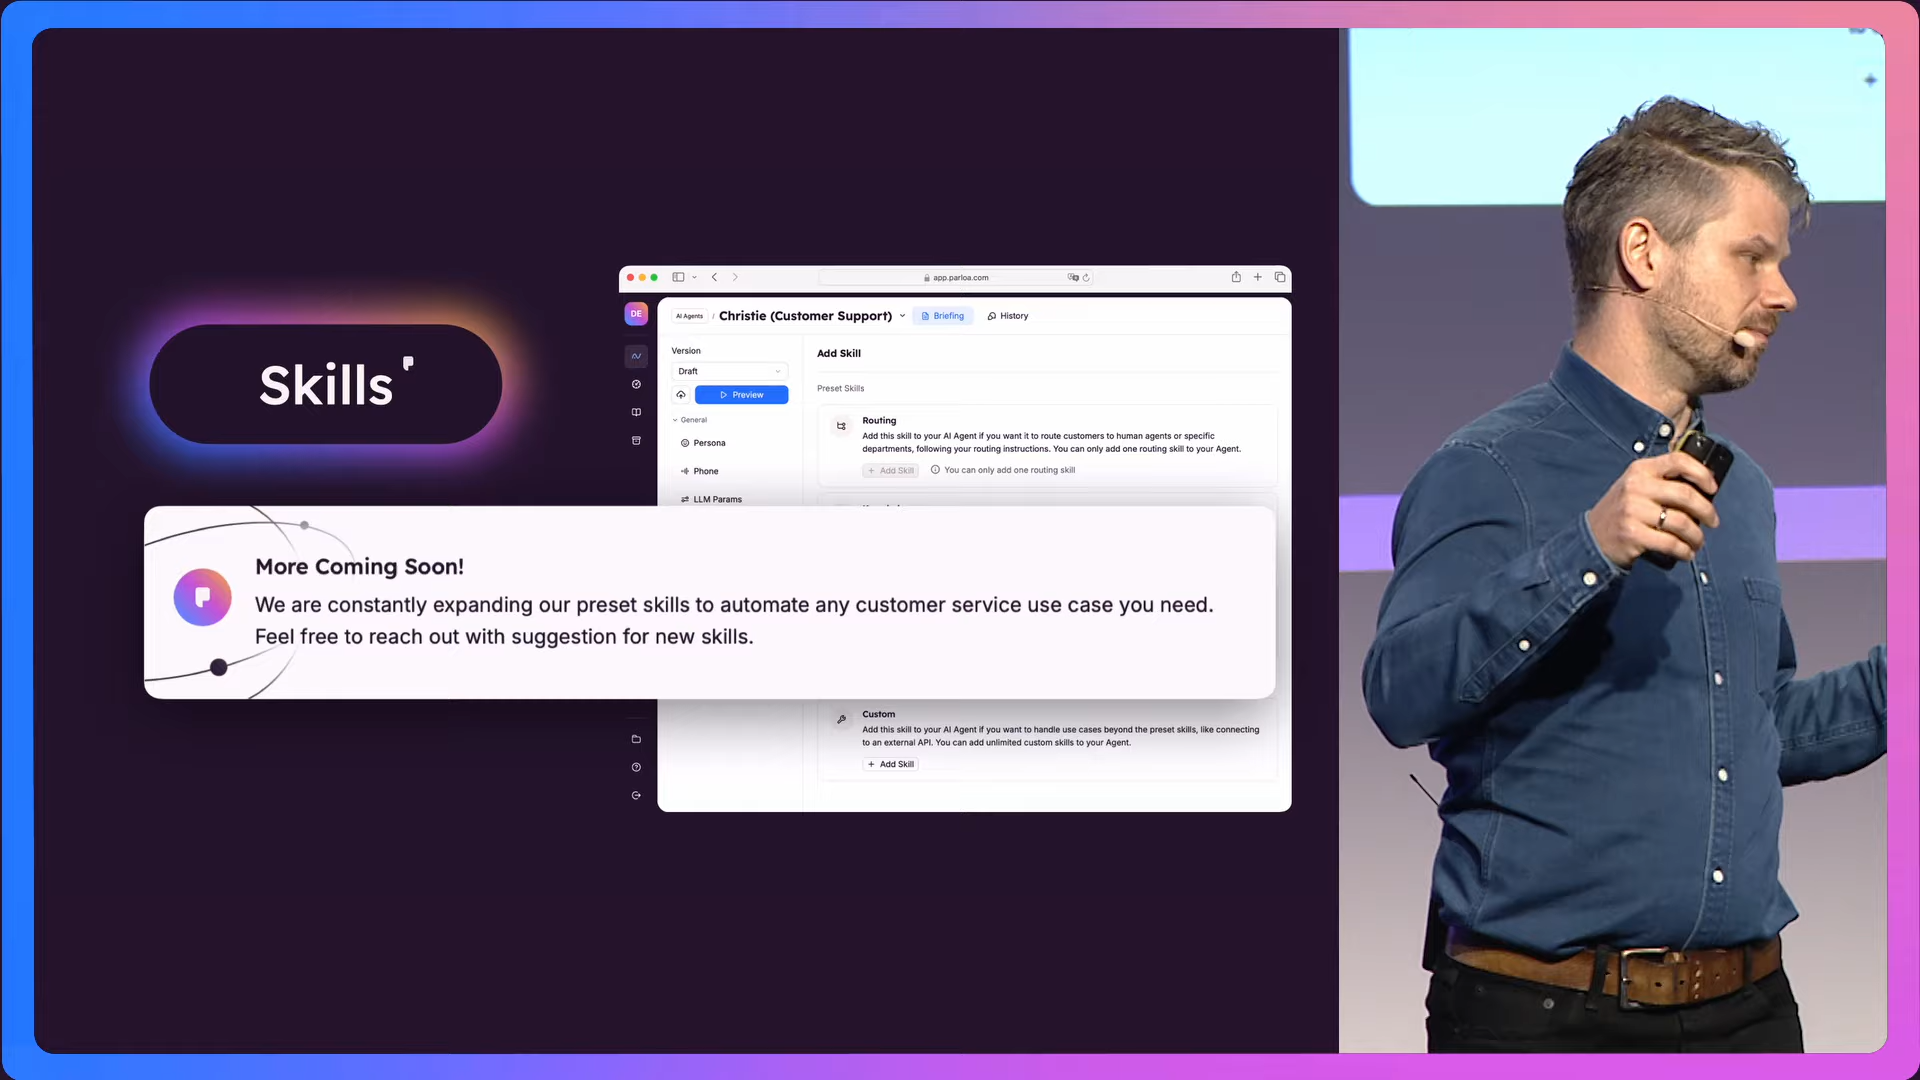 Skills
app.parloa.com
DE
AI Agents / Christie (Customer Support)
Briefing
History
Version
Draft
Preview
General
Persona
Phone
LLM Params
Add Skill
Preset Skills
Routing
Add this skill to your AI Agent if you want it to route customers to human agents or specific
departments, following your routing instructions. You can only add one routing skill to your Agent.
+ Add Skill
You can only add one routing skill
More Coming Soon!
We are constantly expanding our preset skills to automate any customer service use case you need.
Feel free to reach out with suggestion for new skills.
Custom
Add this skill to your AI Agent if you want to handle use cases beyond the preset skills, like connecting
to an external API. You can add unlimited custom skills to your Agent.
+ Add Skill